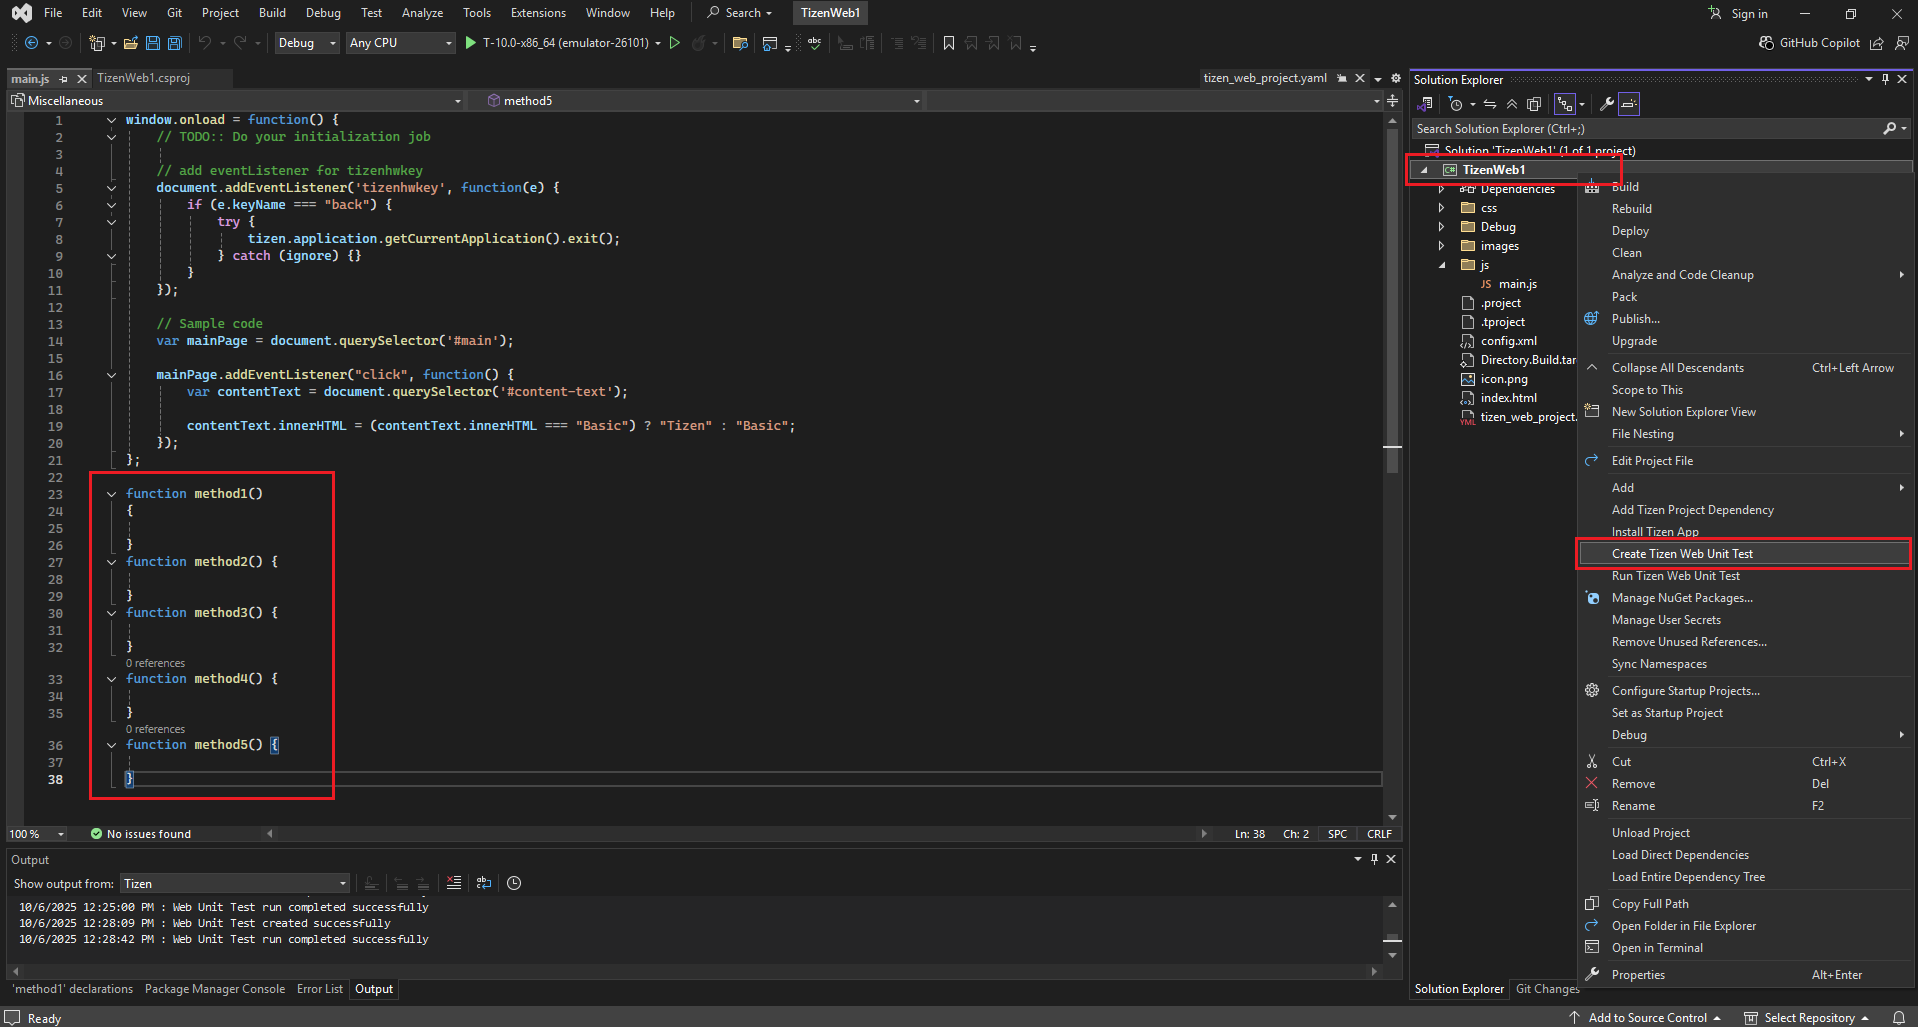 File Edit View Git Project Build Debug Test Analyze Tools Extensions Window Help Search TizenWeb1 Sign in
Debug Any CPU T-10.0-x86_64 (emulator-26101) GitHub Copilot
main.js TizenWeb1.csproj tizen_web_project.yaml
Miscellaneous method5
1 window.onload = function() {
2 // TODO:: Do your initialization job
3
4 // add eventListener for tizenhwkey
5 document.addEventListener('tizenhwkey', function(e) {
6 if (e.keyName === "back") {
7 try {
8 tizen.application.getCurrentApplication().exit();
9 } catch (ignore) {}
10 }
11 });
12
13 // Sample code
14 var mainPage = document.querySelector('#main');
15
16 mainPage.addEventListener("click", function() {
17 var contentText = document.querySelector('#content-text');
18
19 contentText.innerHTML = (contentText.innerHTML === "Basic") ? "Tizen" : "Basic";
20 });
21 };
22
23 function method1()
24 {
25
26 }
27 function method2() {
28
29 }
30 function method3() {
31
32 }
0 references
33 function method4() {
34
35 }
0 references
36 function method5() {
37
38 }
100 % No issues found Ln: 38 Ch: 2 SPC CRLF
Output
Show output from: Tizen
10/6/2025 12:25:00 PM : Web Unit Test run completed successfully
10/6/2025 12:28:09 PM : Web Unit Test created successfully
10/6/2025 12:28:42 PM : Web Unit Test run completed successfully
'method1' declarations Package Manager Console Error List Output
Solution Explorer
Search Solution Explorer (Ctrl+;)
Solution 'TizenWeb1' (1 of 1 project)
C# TizenWeb1
Dependencies
css
Debug
images
js
JS main.js
.project
.tproject
config.xml
Directory.Build.tar
icon.png
index.html
YML tizen_web_project.
Build
Rebuild
Deploy
Clean
Analyze and Code Cleanup
Pack
Publish...
Upgrade
Collapse All Descendants Ctrl+Left Arrow
Scope to This
New Solution Explorer View
File Nesting
Edit Project File
Add
Add Tizen Project Dependency
Install Tizen App
Create Tizen Web Unit Test
Run Tizen Web Unit Test
Manage NuGet Packages...
Manage User Secrets
Remove Unused References...
Sync Namespaces
Configure Startup Projects...
Set as Startup Project
Debug
Cut Ctrl+X
Remove Del
Rename F2
Unload Project
Load Direct Dependencies
Load Entire Dependency Tree
Copy Full Path
Open Folder in File Explorer
Open in Terminal
Properties Alt+Enter
Solution Explorer Git Changes
Ready Add to Source Control Select Repository